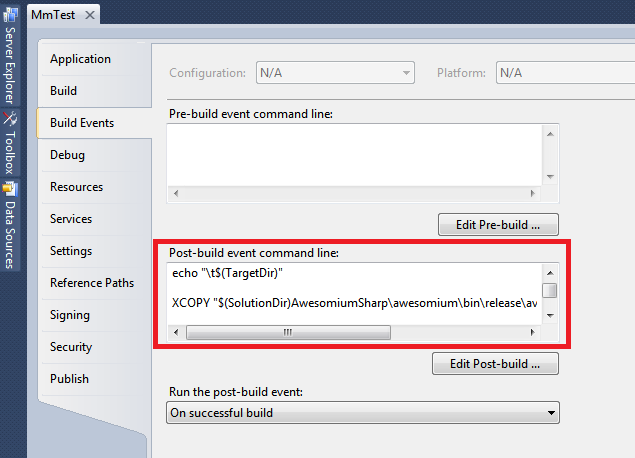 MmTest
Server Explorer
Toolbox
Data Sources
Application
Build
Build Events
Debug
Resources
Services
Settings
Reference Paths
Signing
Security
Publish
Configuration: N/A Platform: N/A
Pre-build event command line:
Edit Pre-build ...
Post-build event command line:
echo "\t$(TargetDir)"
XCOPY "$(SolutionDir)AwesomiumSharp\awesomium\bin\release\aw
Edit Post-build ...
Run the post-build event:
On successful build